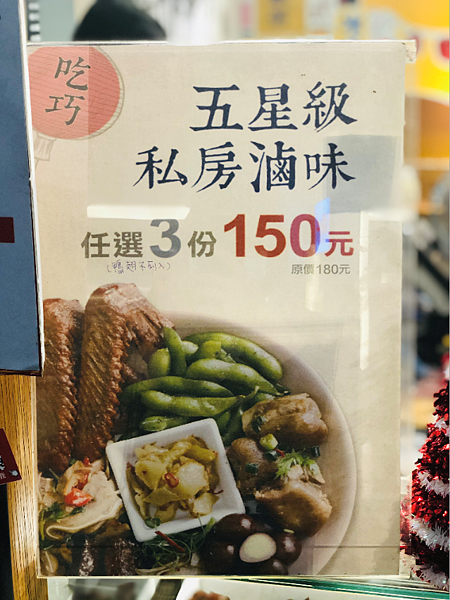 吃
巧
五星級
私房滷味
任選3份150元
(鴨翅不列入)
原價180元